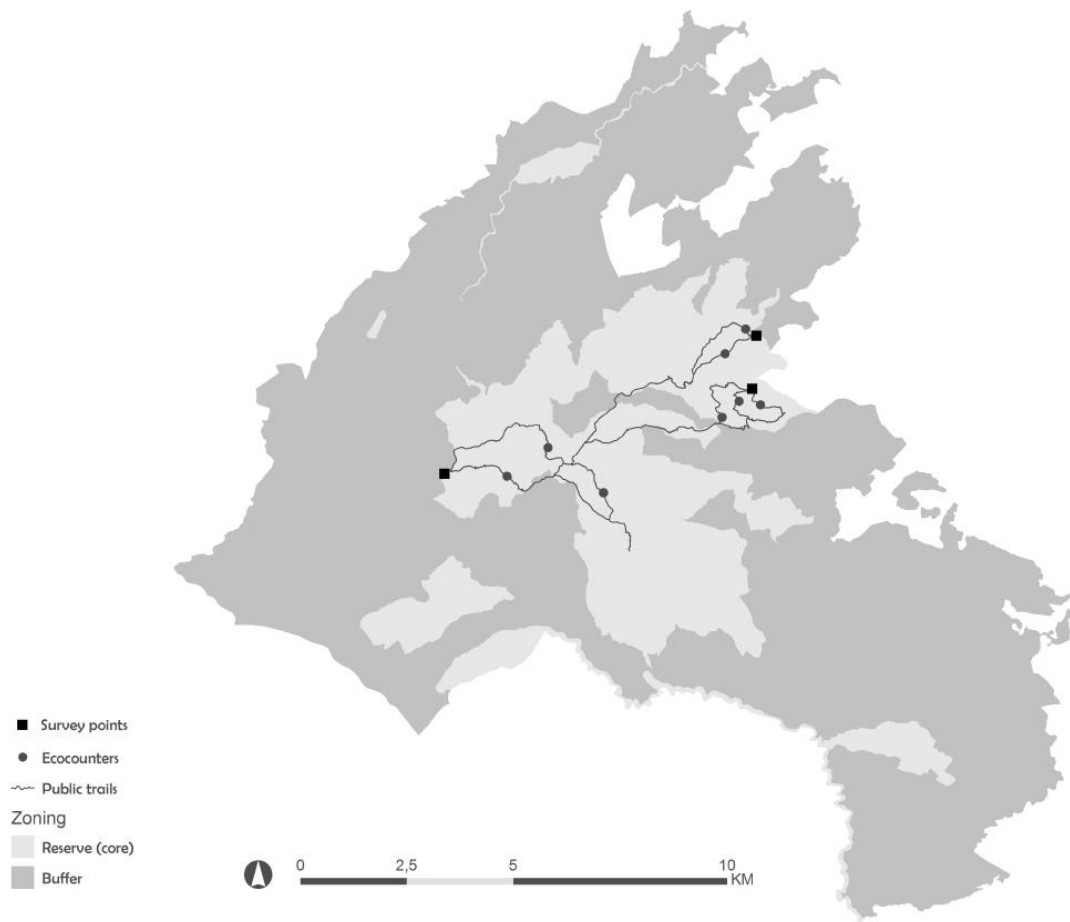 Survey points
Ecocounters
Public trails
Zoning
Reserve (core)
Buffer
0 2,5 5 10
KM